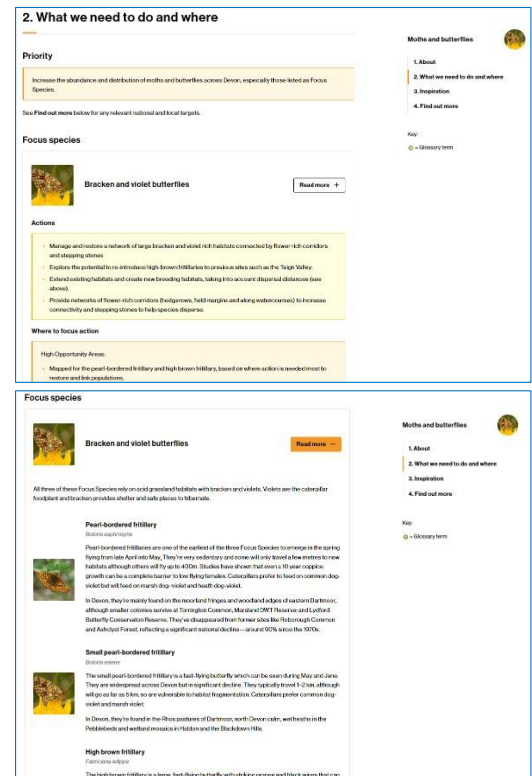 2. What we need to do and where
Priority
Increase the abundance and distribution of moths and butterflies across Devon, especially those listed as Focus
Species.
See Find out more below for any relevant national and local targets.
Focus species
Bracken and violet butterflies
Read more +
Actions
Manage and restore a network of large bracken and violet rich habitats connected by flower rich corridors
and stepping stones
Explore the potential to re-introduce high-brown fritillaries to previous sites such as the Teign Valley.
Extend existing habitats and create new breeding habitats, taking into account dispersal distances (see
above).
Provide networks of flower-rich corridors (hedgerows, field margins and along watercourses) to increase
connectivity and stepping stones to help species disperse.
Where to focus action
High Opportunity Areas:
Mapped for the pearl-bordered fritillary and high brown fritillary, based on where action is needed most to
restore and link populations.
Moths and butterflies
1. About
2. What we need to do and where
3. Inspiration
4. Find out more
Key:
= Glossary term
Focus species
Bracken and violet butterflies
Read more −
All three of these Focus Species rely on acid grassland habitats with bracken and violets. Violets are the caterpillar
foodplant and bracken provides shelter and safe places to hibernate.
Pearl-bordered fritillary
Boloria euphrosyne
Pearl-bordered fritillaries are one of the earliest of the three Focus Species to emerge in the spring
flying from late April into May. They're very sedentary and some will only travel a few metres to new
habitats although others will fly up to 400m. Studies have shown that even a 10 year coppice
growth can be a complete barrier to low flying females. Caterpillars prefer to feed on common dog-
violet but will feed on marsh dog-violet and heath dog-violet.
In Devon, they're mainly found on the moorland fringes and woodland edges of eastern Dartmoor,
although smaller colonies survive at Torrington Common, Marsland DWT Reserve and Lydford
Butterfly Conservation Reserve. They've disappeared from former sites like Roborough Common
and Ashclyst Forest, reflecting a significant national decline—around 90% since the 1970s.
Small pearl-bordered fritillary
Boloria selene
The small pearl-bordered fritillary is a fast-flying butterfly which can be seen during May and June.
They are widespread across Devon but in significant decline. They typically travel 1-2 km, although
will go as far as 5km, so are vulnerable to habitat fragmentation. Caterpillars prefer common dog-
violet and marsh violet.
In Devon, they're found in the Rhos pastures of Dartmoor, north Devon culm, wet heaths in the
Pebblebeds and wetland mosaics in Haldon and the Blackdown Hills.
High brown fritillary
Fabriciana adippe
The high brown fritillary is a large, fast-flying butterfly with striking orange and black wings that can
Moths and butterflies
1. About
2. What we need to do and where
3. Inspiration
4. Find out more
Key:
= Glossary term